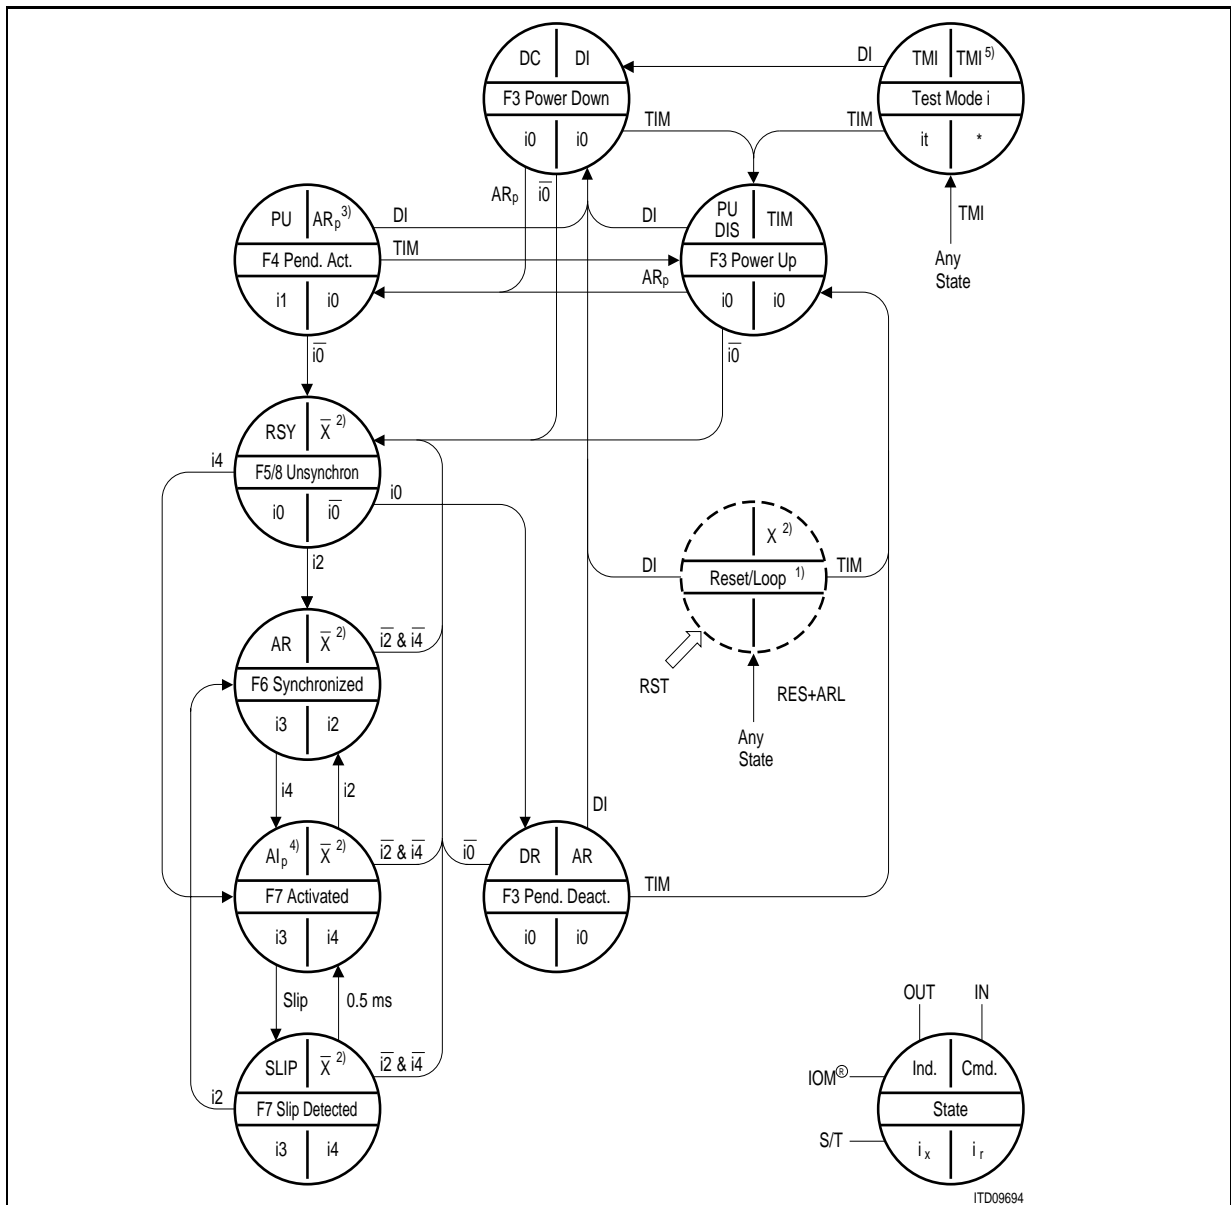 DC DI
F3 Power Down
i0 i0
DI
TMI TMI 5)
Test Mode i
it *
TIM
TIM
TMI
Any
State
ARp
i0
PU ARp 3)
F4 Pend. Act.
i1 i0
DI
TIM
DI
PU
DIS
TIM
F3 Power Up
i0 i0
ARp
i0
i0
RSY X 2)
F5/8 Unsynchron
i0 i0
i4
i0
i2
X 2)
Reset/Loop 1)
DI
TIM
RST
RES+ARL
Any
State
AR X 2)
F6 Synchronized
i3 i2
i2 & i4
i4
i2
DI
AIp 4) X 2)
F7 Activated
i3 i4
i2 & i4
i0
DR AR
F3 Pend. Deact.
i0 i0
TIM
Slip
0.5 ms
SLIP X 2)
F7 Slip Detected
i3 i4
i2 & i4
i2
OUT IN
IOM®
Ind. Cmd.
State
S/T
ix ir
ITD09694